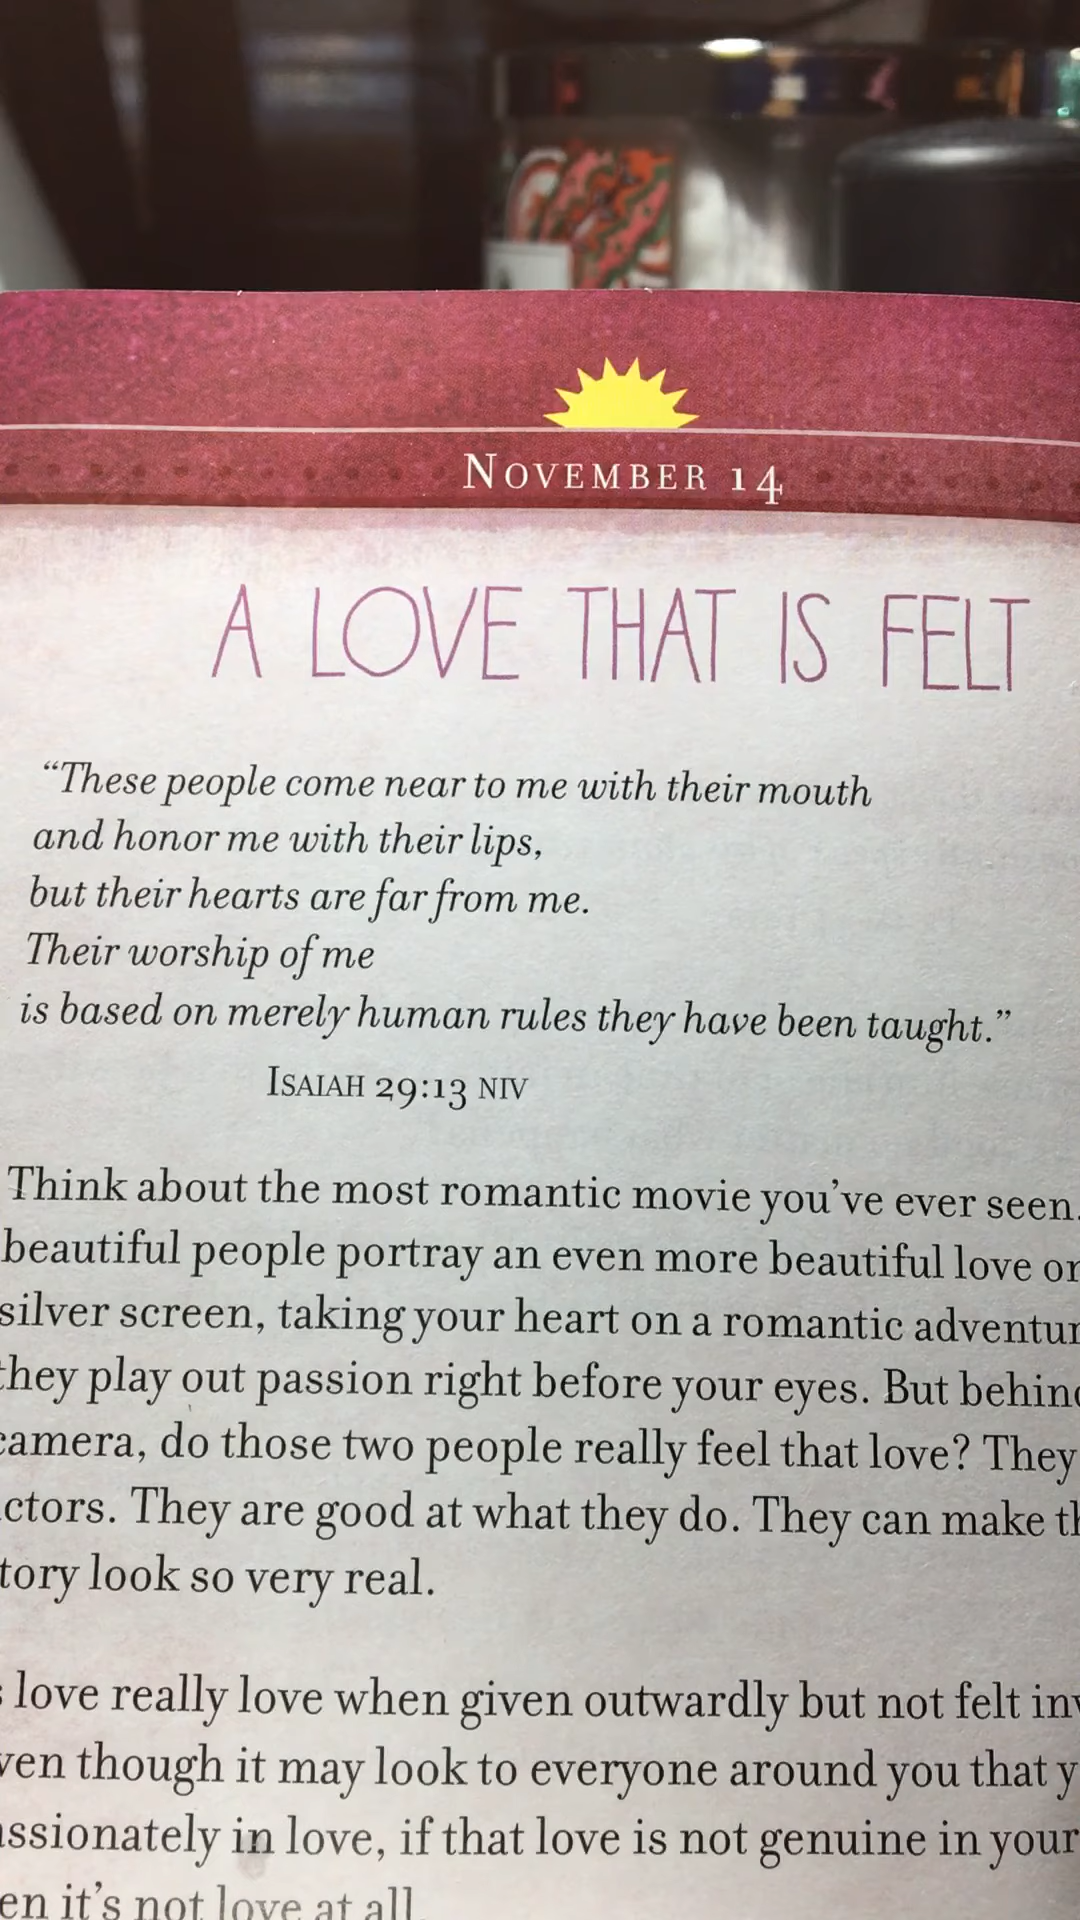 November 14
A LOVE THAT IS FELT
“These people come near to me with their mouth
and honor me with their lips,
but their hearts are far from me.
Their worship of me
is based on merely human rules they have been taught.”
Isaiah 29:13 NIV
Think about the most romantic movie you’ve ever seen.
beautiful people portray an even more beautiful love
silver screen, taking your heart on a romantic
they play out passion right before your eyes. But
camera, do those two people really feel that love? They
ctors. They are good at what they do. They can make
tory look so very real.
love really love when given outwardly but not felt
ven though it may look to everyone around you that
ssionately in love, if that love is not genuine in your
en it’s not love at all.